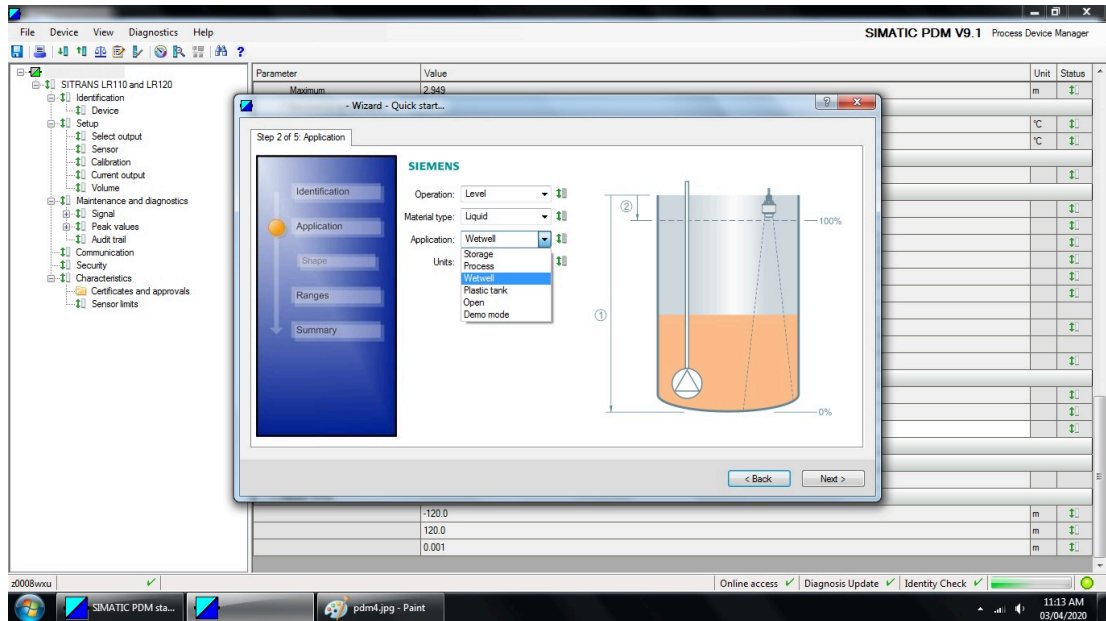 File Device View Diagnostics Help
SIMATIC PDM V9.1 Process Device Manager
Parameter Value Unit Status
SITRANS LR110 and LR120
Identification
Device
Setup
Select output
Sensor
Calibration
Current output
Volume
Maintenance and diagnostics
Signal
Peak values
Audit trail
Communication
Security
Characteristics
Certificates and approvals
Sensor limits
Maximum 2.949 m
°C
°C
- Wizard - Quick start...
Step 2 of 5: Application
Identification
Application
Shape
Ranges
Summary
SIEMENS
Operation: Level
Material type: Liquid
Application: Wetwell
Units:
Storage
Process
Wetwell
Plastic tank
Open
Demo mode
2
100%
1
0%
< Back Next >
-120.0 m
120.0 m
0.001 m
z0008wxu
Online access Diagnosis Update Identity Check
SIMATIC PDM sta...
pdm4.jpg - Paint
11:13 AM
03/04/2020